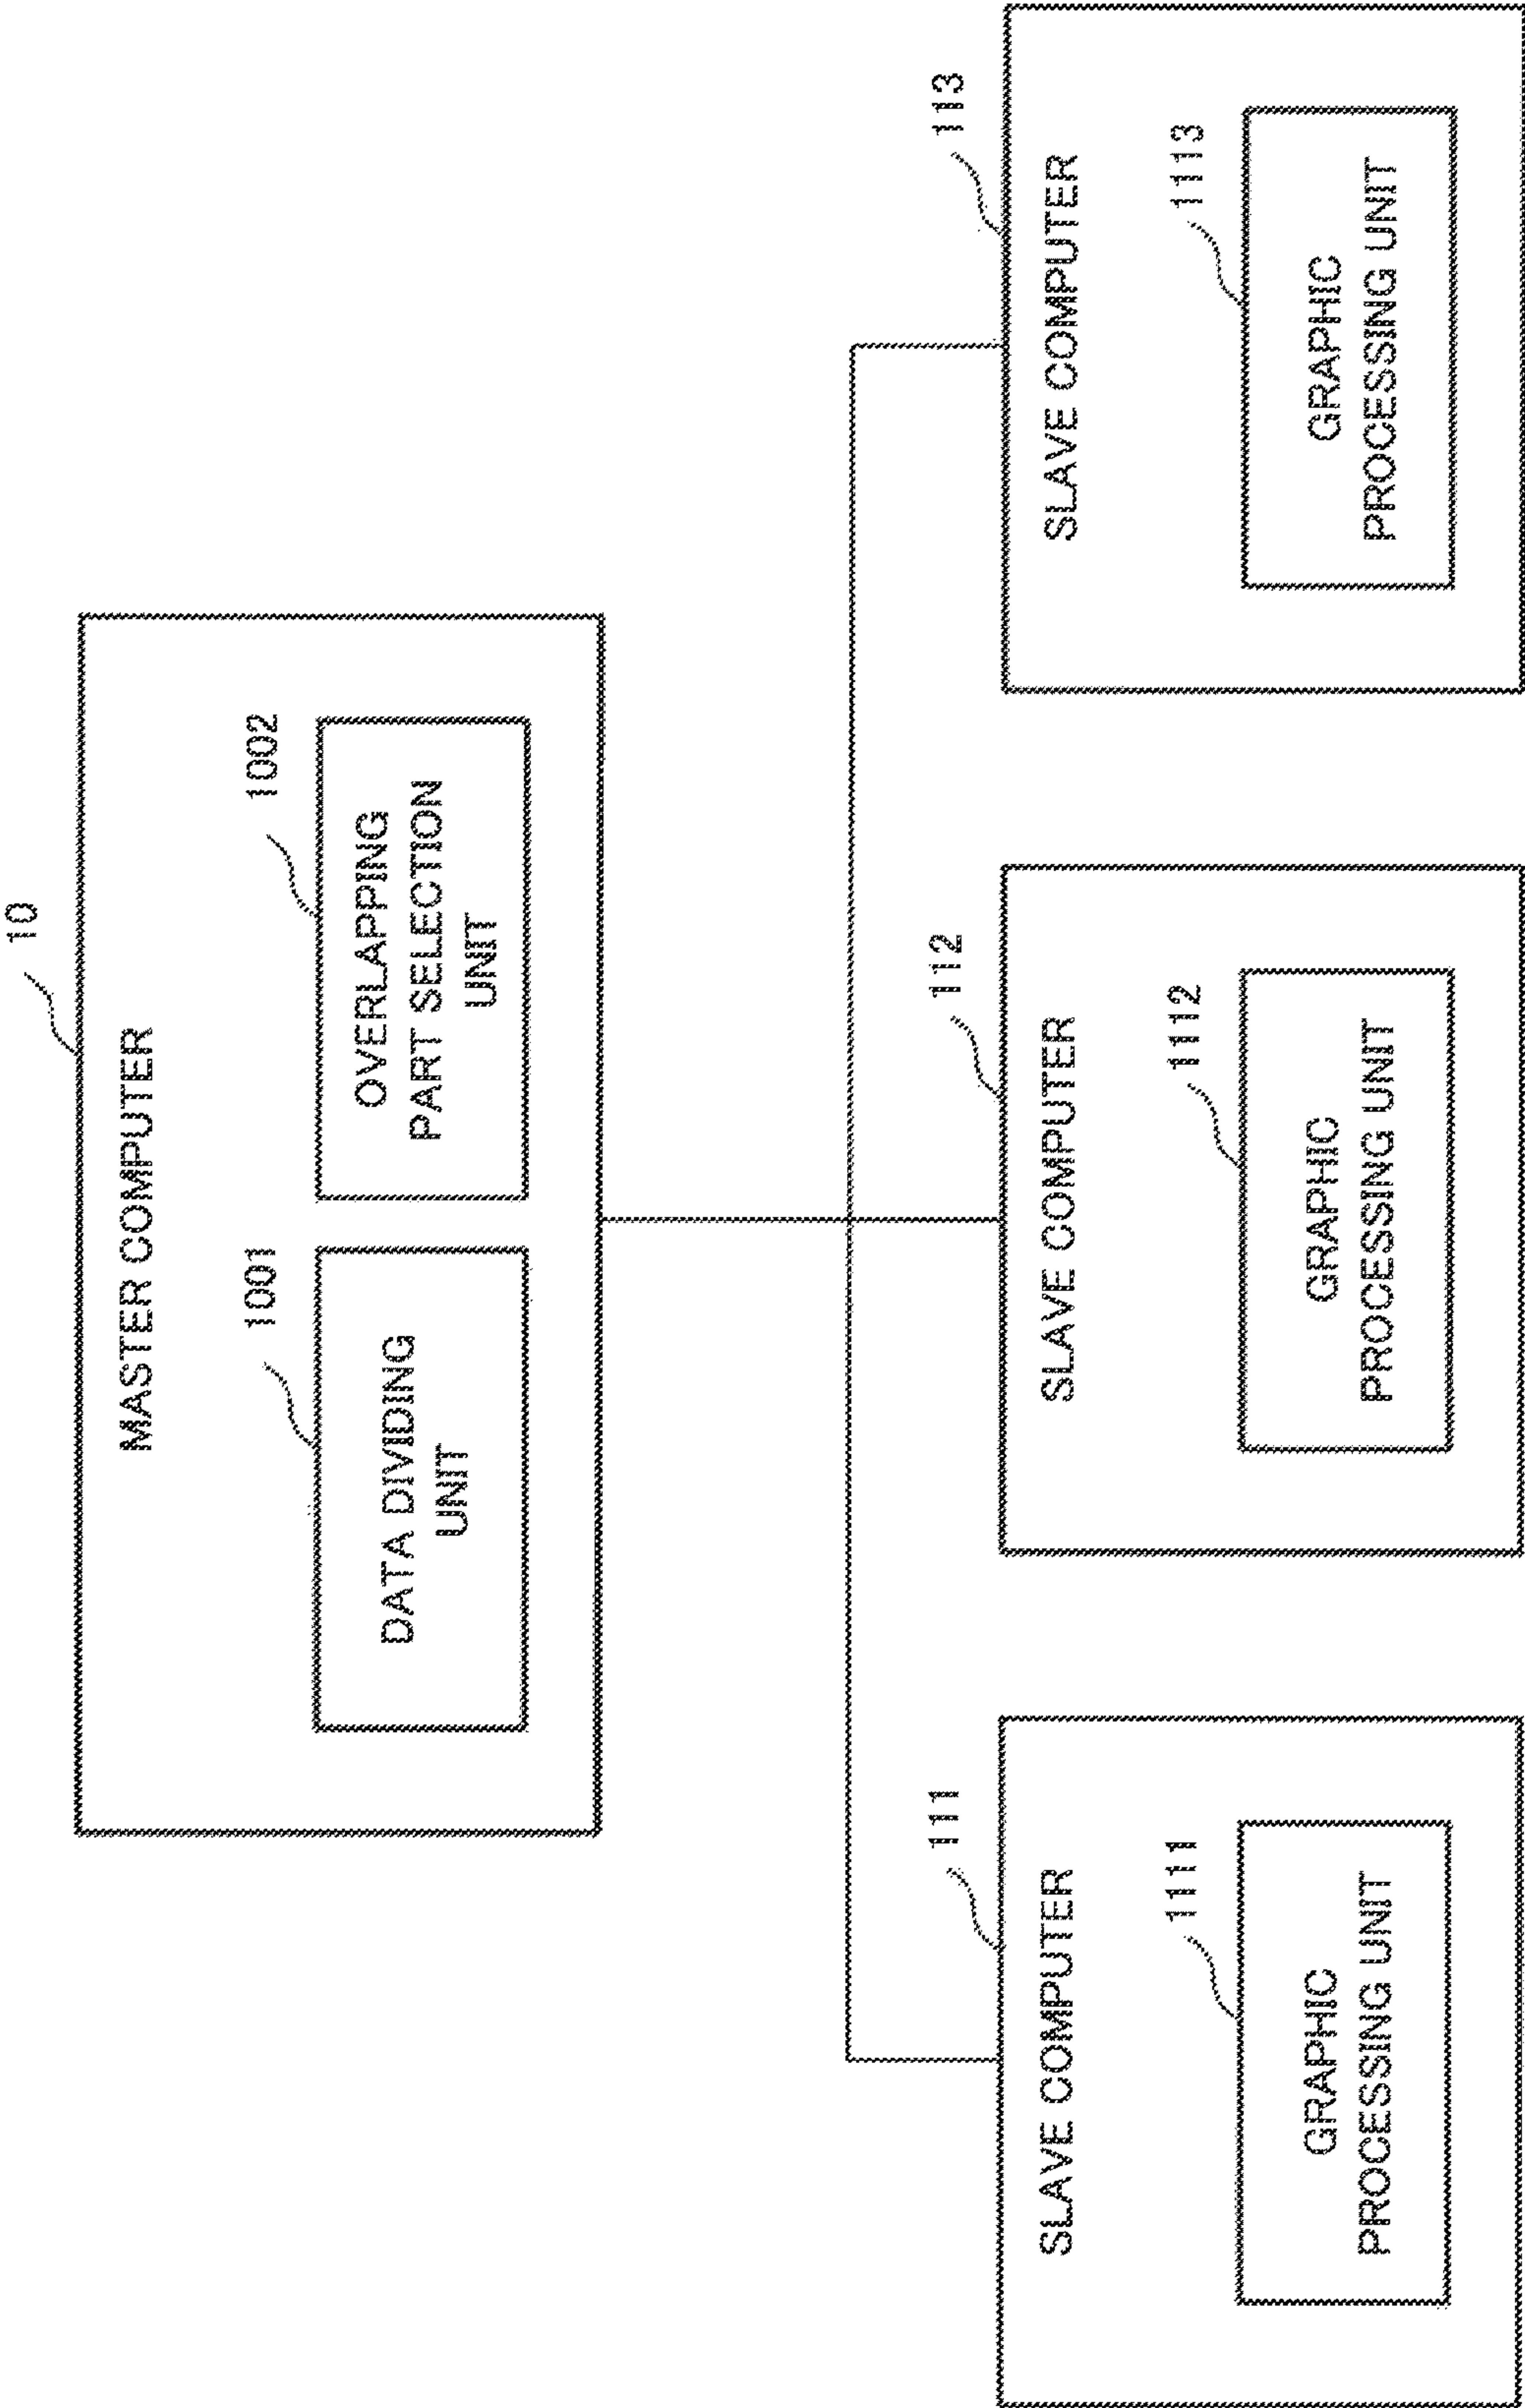 10
MASTER COMPUTER
1001
DATA DIVIDING
UNIT
1002
OVERLAPPING
PART SELECTION
UNIT
111
SLAVE COMPUTER
1111
GRAPHIC
PROCESSING UNIT
112
SLAVE COMPUTER
1112
GRAPHIC
PROCESSING UNIT
113
SLAVE COMPUTER
1113
GRAPHIC
PROCESSING UNIT